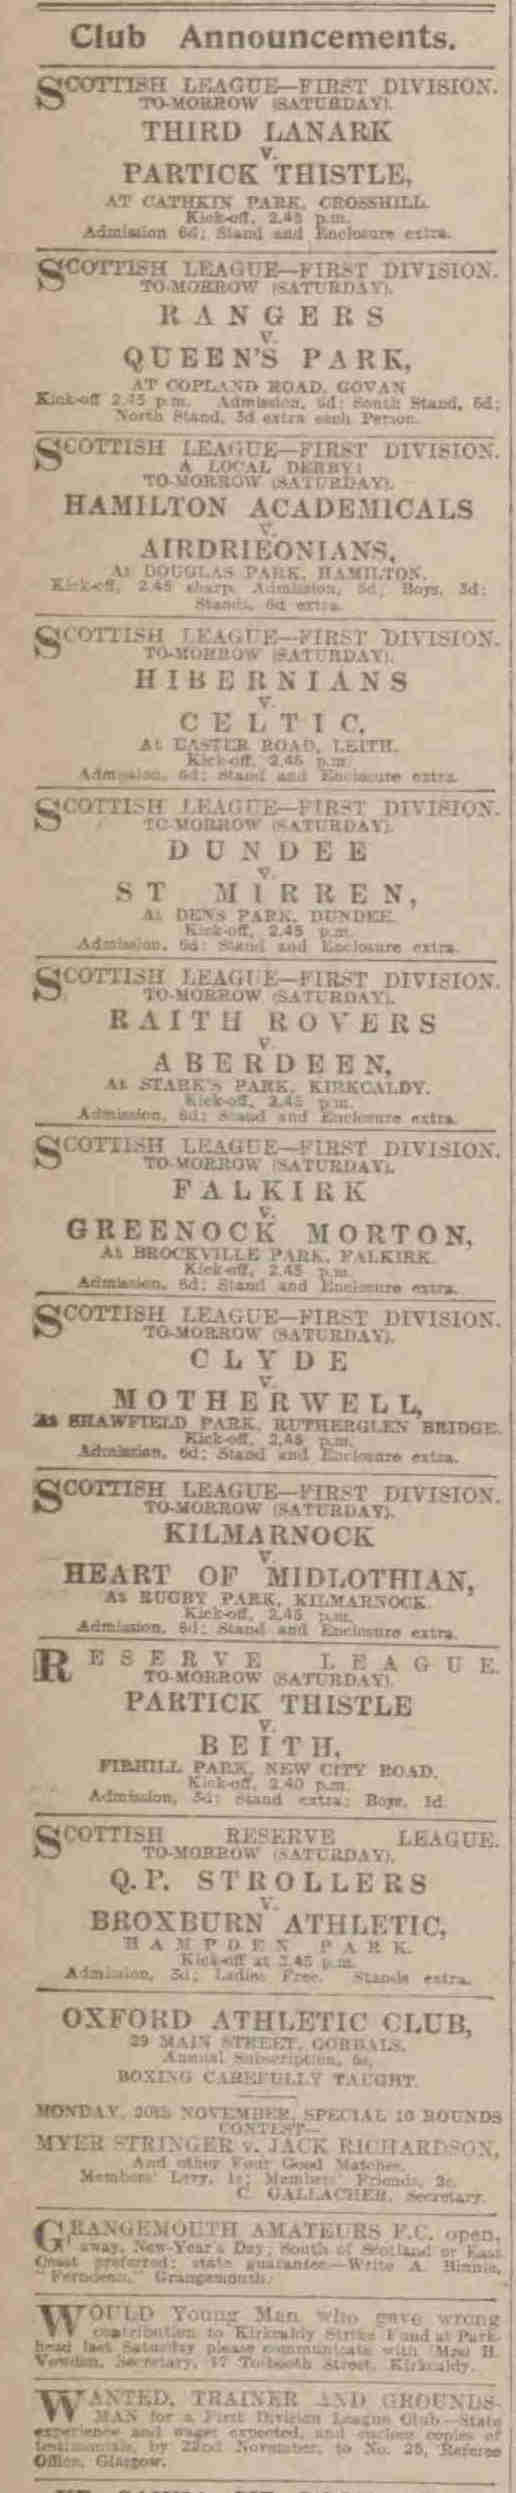 Club Announcements.
SCOTTISH LEAGUE—FIRST DIVISION.
TO-MORROW (SATURDAY).
THIRD LANARK
v.
PARTICK THISTLE,
AT CATHKIN PARK, CROSSHILL.
Kick-off, 2.45 p.m.
Admission 6d; Stand and Enclosure extra.
SCOTTISH LEAGUE—FIRST DIVISION.
TO-MORROW (SATURDAY).
RANGERS
v.
QUEEN'S PARK,
AT COPLAND ROAD, GOVAN
Kick-off 2.45 p.m. Admission, 6d; South Stand, 6d;
North Stand, 3d extra each Person.
SCOTTISH LEAGUE—FIRST DIVISION.
A LOCAL DERBY!
TO-MORROW (SATURDAY).
HAMILTON ACADEMICALS
v.
AIRDRIEONIANS,
At DOUGLAS PARK, HAMILTON.
Kick-off, 2.45 sharp. Admission, 6d; Boys, 3d;
Stands, 6d extra.
SCOTTISH LEAGUE—FIRST DIVISION.
TO-MORROW (SATURDAY).
HIBERNIANS
v.
CELTIC,
At EASTER ROAD, LEITH.
Kick-off, 2.45 p.m.
Admission, 6d; Stand and Enclosure extra.
SCOTTISH LEAGUE—FIRST DIVISION.
TO-MORROW (SATURDAY).
DUNDEE
v.
ST MIRREN,
At DENS PARK, DUNDEE.
Kick-off, 2.45 p.m.
Admission, 6d; Stand and Enclosure extra.
SCOTTISH LEAGUE—FIRST DIVISION.
TO-MORROW (SATURDAY).
RAITH ROVERS
v.
ABERDEEN,
At STARK'S PARK, KIRKCALDY.
Kick-off, 2.45 p.m.
Admission, 6d; Stand and Enclosure extra.
SCOTTISH LEAGUE—FIRST DIVISION.
TO-MORROW (SATURDAY).
FALKIRK
v.
GREENOCK MORTON,
At BROCKVILLE PARK, FALKIRK.
Kick-off, 2.45 p.m.
Admission, 6d; Stand and Enclosure extra.
SCOTTISH LEAGUE—FIRST DIVISION.
TO-MORROW (SATURDAY).
CLYDE
v.
MOTHERWELL,
At SHAWFIELD PARK, RUTHERGLEN BRIDGE.
Kick-off, 2.45 p.m.
Admission, 6d; Stand and Enclosure extra.
SCOTTISH LEAGUE—FIRST DIVISION.
TO-MORROW (SATURDAY).
KILMARNOCK
v.
HEART OF MIDLOTHIAN,
At RUGBY PARK, KILMARNOCK.
Kick-off, 2.45 p.m.
Admission, 6d; Stand and Enclosure extra.
RESERVE LEAGUE.
TO-MORROW (SATURDAY).
PARTICK THISTLE
v.
BEITH,
FIRHILL PARK, NEW CITY ROAD.
Kick-off, 2.40 p.m.
Admission, 3d; Stand extra; Boys, 1d.
SCOTTISH RESERVE LEAGUE.
TO-MORROW (SATURDAY).
Q.P. STROLLERS
v.
BROXBURN ATHLETIC,
HAMPDEN PARK.
Kick-off at 2.45 p.m.
Admission, 3d; Ladies Free. Stands extra.
OXFORD ATHLETIC CLUB,
29 MAIN STREET, GORBALS.
Annual Subscription,
BOXING CAREFULLY TAUGHT.
MONDAY, 20th NOVEMBER, SPECIAL 10 ROUNDS
CONTEST—
MYER STRINGER v. JACK RICHARDSON,
And other Four Good Matches.
Members' Levy, 1s; Members' Friends, 2s.
C. GALLACHER, Secretary.
GRANGEMOUTH AMATEURS F.C. open,
away, New-Year's Day; South of Scotland or East
Coast preferred; state guarantee.—Write A. Binnie,
"Ferndene," Grangemouth.
WOULD Young Man who gave wrong
contribution to Kirkcaldy Strike Fund at Park-
head last Saturday please communicate with (Mrs) H.
Secretary, 17 Tolbooth Street, Kirkcaldy.
WANTED, TRAINER AND GROUNDS-
MAN for a First Division League Club.—State
experience and wages expected, and enclose copies of
testimonials, by 22nd November, to No. 25, Referee
Office, Glasgow.